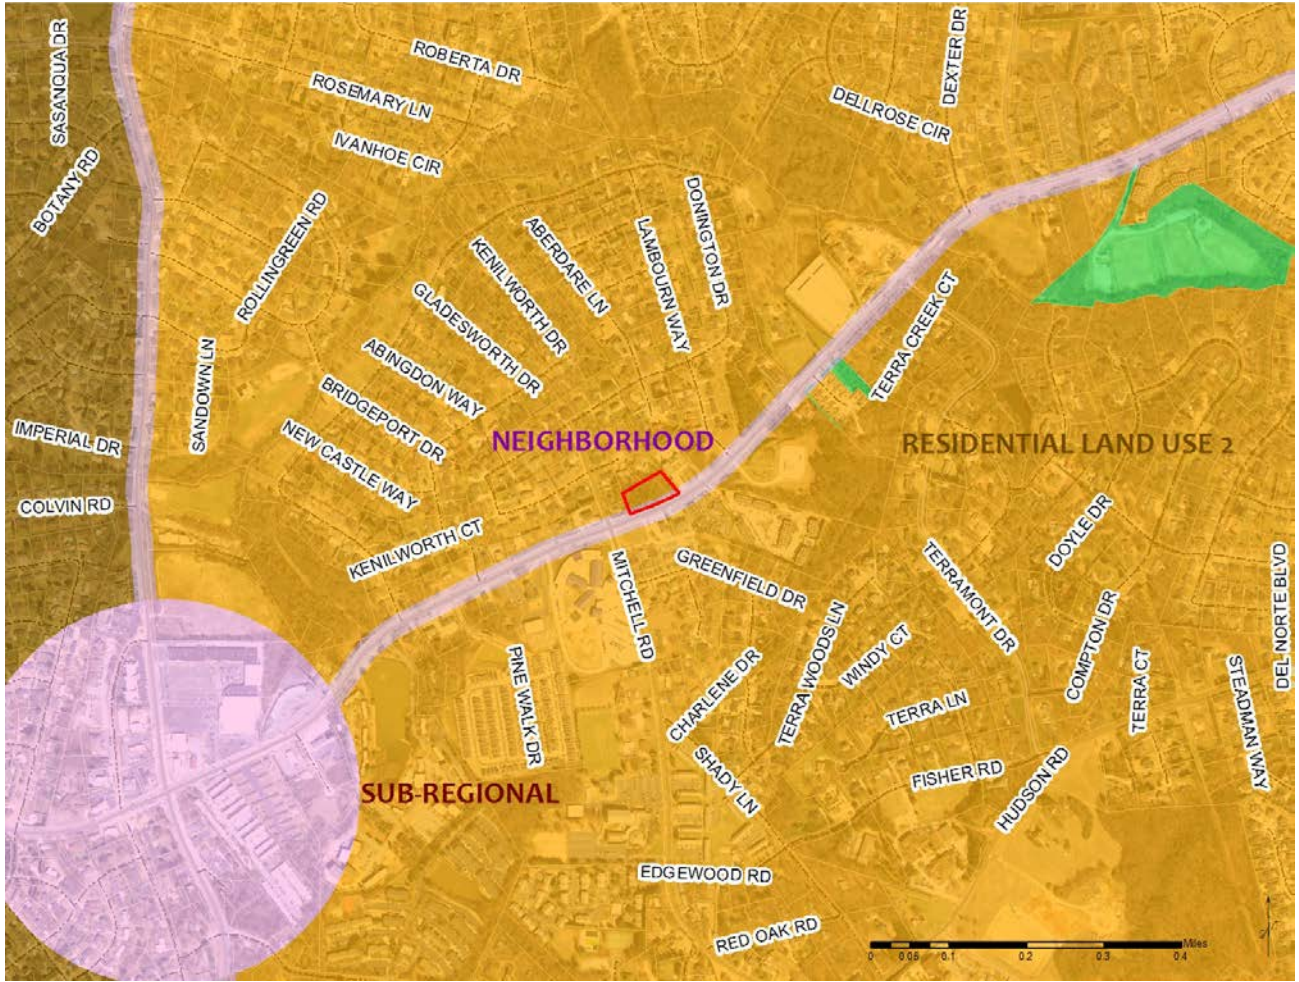 SASANQUA DR
ROBERTA DR
DEXTER DR
ROSEMARY LN
DELLROSE CIR
IVANHOE CIR
BOTANY RD
ROLLINGREEN RD
DONINGTON DR
ABERDARE LN
LAMBOURN WAY
KENILWORTH DR
GLADESWORTH DR
TERRA CREEK CT
ABINGDON WAY
SANDOWN LN
BRIDGEPORT DR
IMPERIAL DR
NEW CASTLE WAY
NEIGHBORHOOD
RESIDENTIAL LAND USE 2
COLVIN RD
KENILWORTH CT
DOYLE DR
MITCHELL RD
GREENFIELD DR
TERRAMONT DR
DEL NORTE BLVD
TERRA WOODS LN
WINDY CT
COMPTON DR
PINE WALK DR
CHARLENE DR
TERRA LN
TERRA CT
STEADMAN WAY
SUB-REGIONAL
SHADY LN
FISHER RD
HUDSON RD
EDGEWOOD RD
RED OAK RD
Miles
0 0.05 0.1 0.2 0.3 0.4